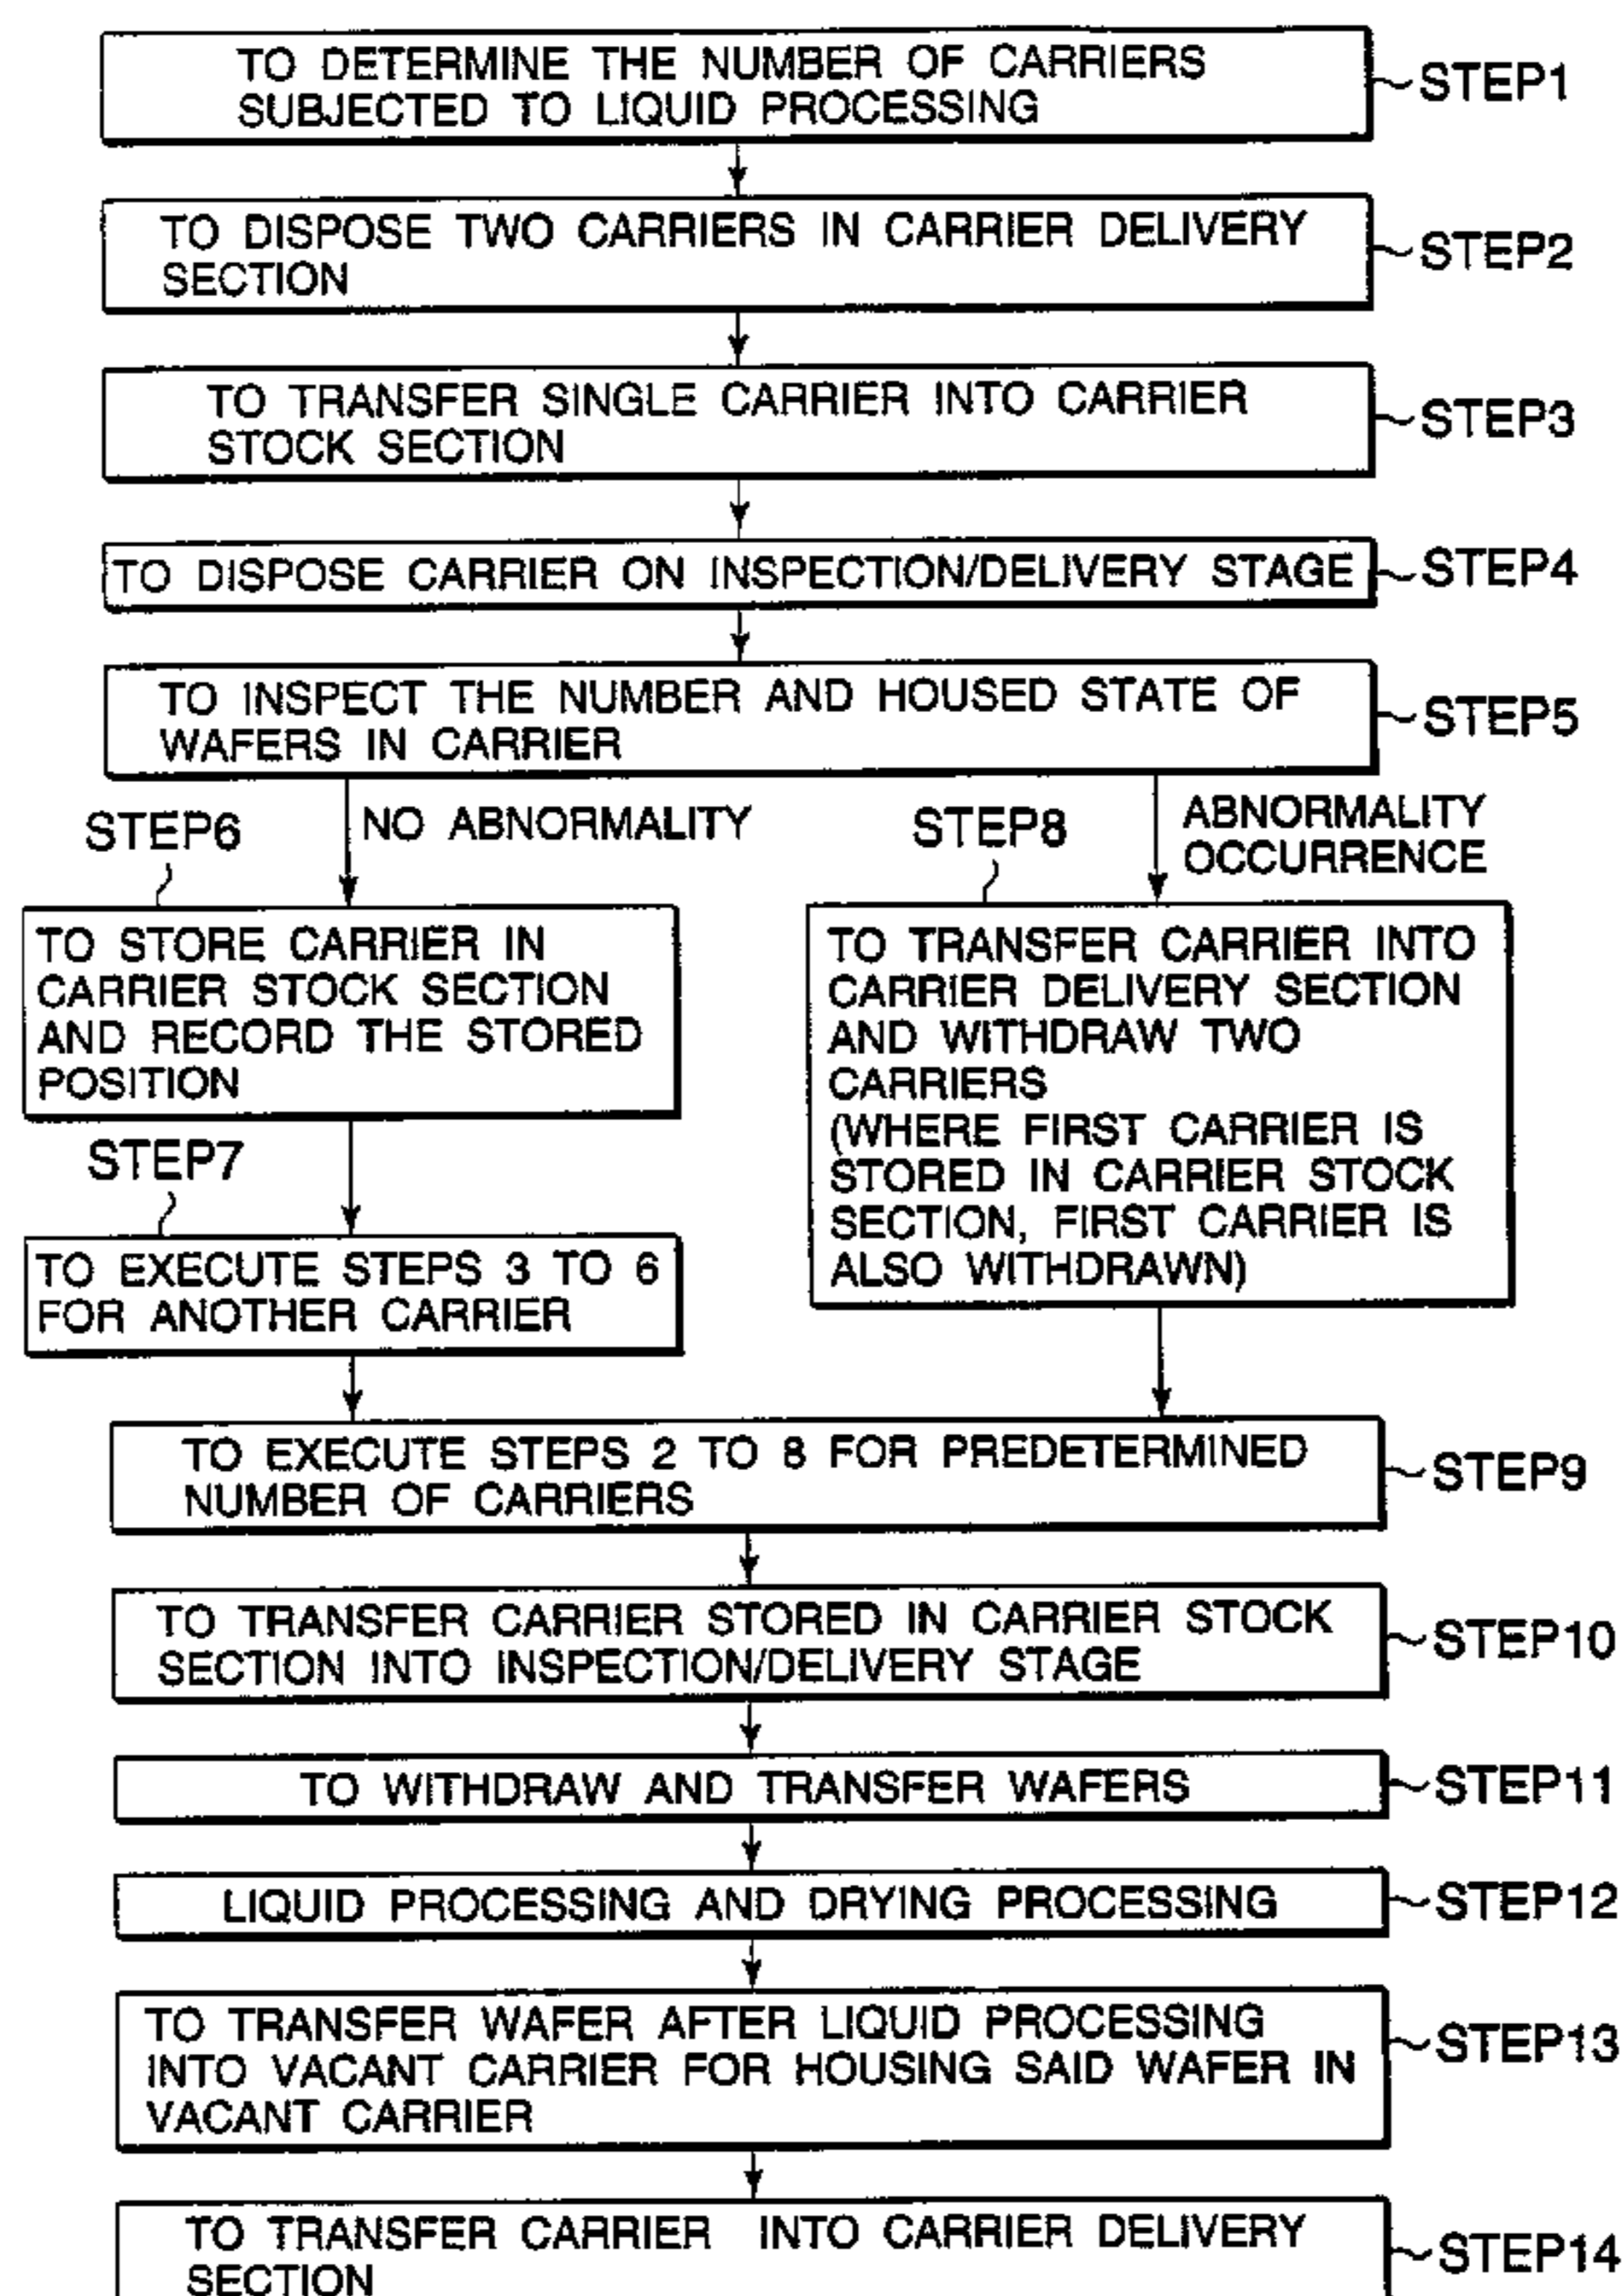 TO DETERMINE THE NUMBER OF CARRIERS
SUBJECTED TO LIQUID PROCESSING
STEP1
TO DISPOSE TWO CARRIERS IN CARRIER DELIVERY
SECTION
STEP2
TO TRANSFER SINGLE CARRIER INTO CARRIER
STOCK SECTION
STEP3
TO DISPOSE CARRIER ON INSPECTION/DELIVERY STAGE
STEP4
TO INSPECT THE NUMBER AND HOUSED STATE OF
WAFERS IN CARRIER
STEP5
STEP6
NO ABNORMALITY
TO STORE CARRIER IN
CARRIER STOCK SECTION
AND RECORD THE STORED
POSITION
STEP7
TO EXECUTE STEPS 3 TO 6
FOR ANOTHER CARRIER
STEP8
ABNORMALITY
OCCURRENCE
TO TRANSFER CARRIER INTO
CARRIER DELIVERY SECTION
AND WITHDRAW TWO
CARRIERS
(WHERE FIRST CARRIER IS
STORED IN CARRIER STOCK
SECTION, FIRST CARRIER IS
ALSO WITHDRAWN)
TO EXECUTE STEPS 2 TO 8 FOR PREDETERMINED
NUMBER OF CARRIERS
STEP9
TO TRANSFER CARRIER STORED IN CARRIER STOCK
SECTION INTO INSPECTION/DELIVERY STAGE
STEP10
TO WITHDRAW AND TRANSFER WAFERS
STEP11
LIQUID PROCESSING AND DRYING PROCESSING
STEP12
TO TRANSFER WAFER AFTER LIQUID PROCESSING
INTO VACANT CARRIER FOR HOUSING SAID WAFER IN
VACANT CARRIER
STEP13
TO TRANSFER CARRIER INTO CARRIER DELIVERY
SECTION
STEP14